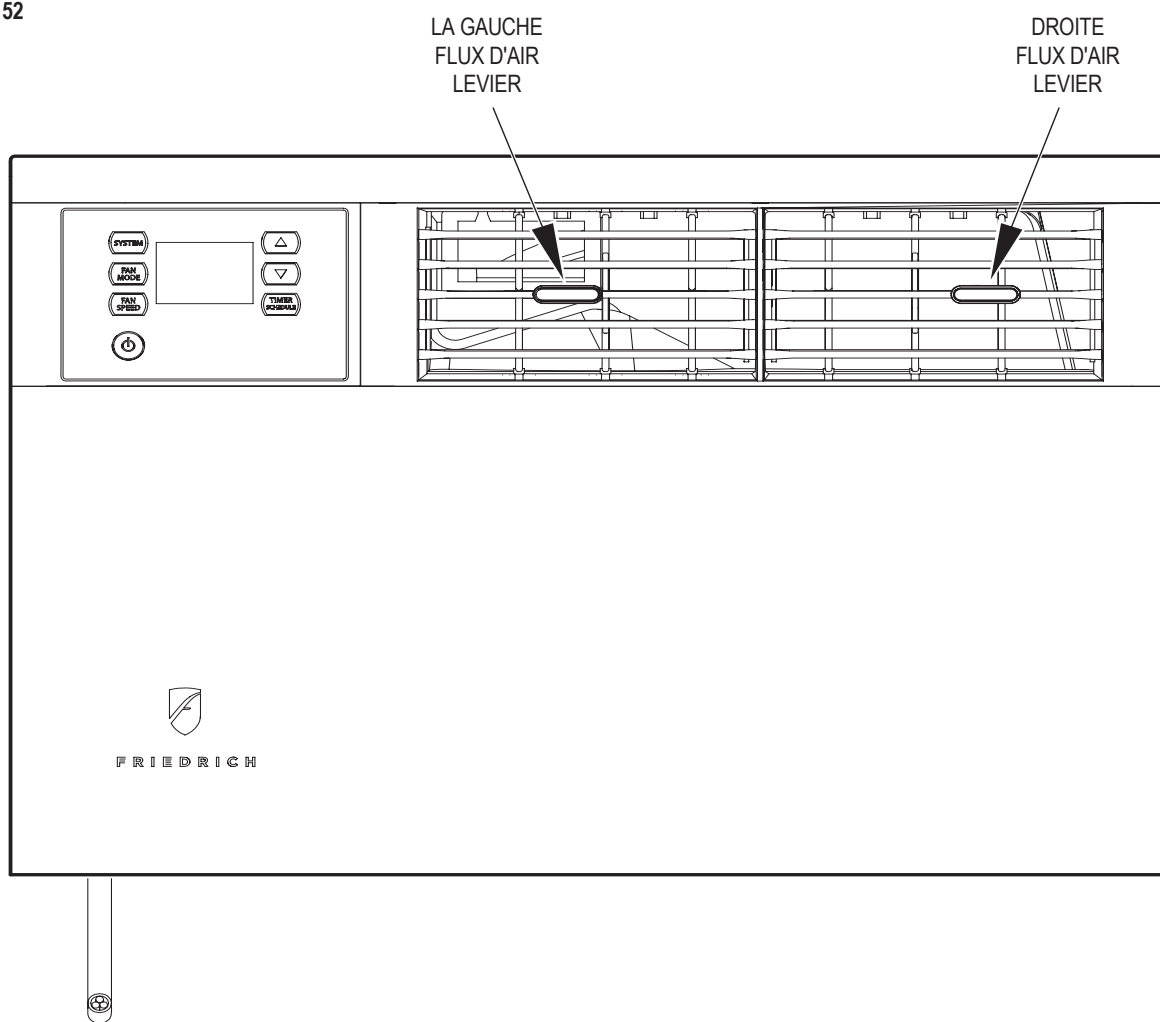 52
LA GAUCHE
FLUX D'AIR
LEVIER
DROITE
FLUX D'AIR
LEVIER
SYSTEM
FAN
MODE
FAN
SPEED
TIMER
SCHEDULE
FRIEDRICH